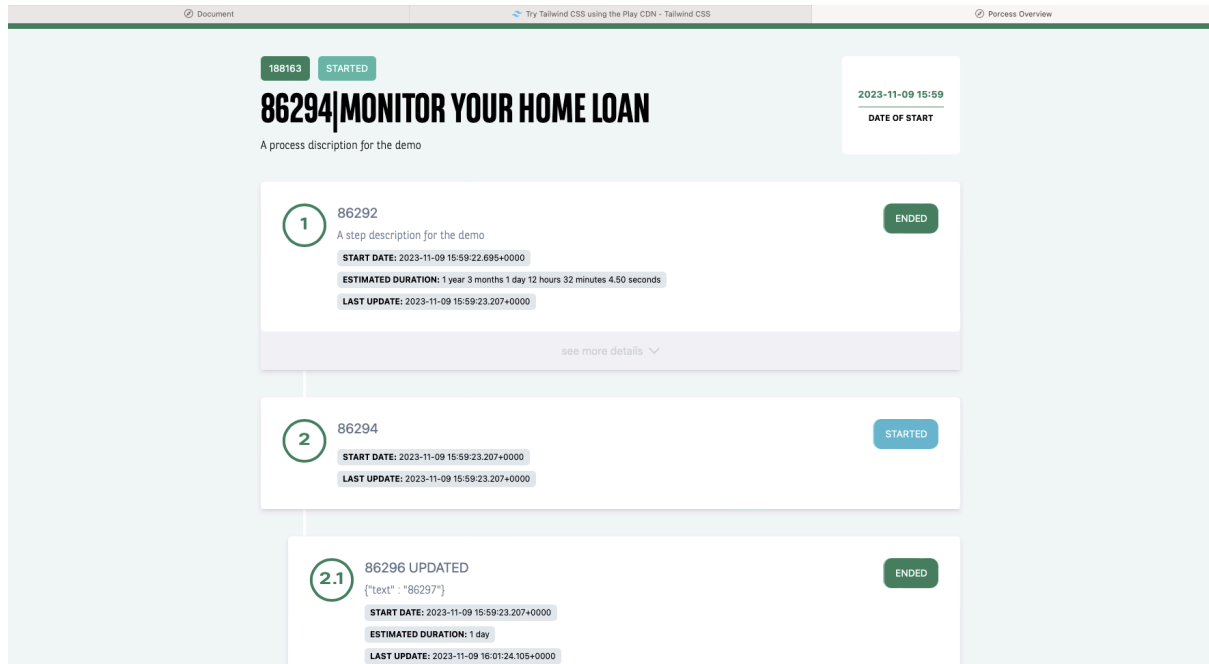 Document
Try Tailwind CSS using the Play CDN - Tailwind CSS
Porcess Overview
188163
STARTED
86294|MONITOR YOUR HOME LOAN
A process discription for the demo
2023-11-09 15:59
DATE OF START
1
86292
A step description for the demo
START DATE: 2023-11-09 15:59:22.695+0000
ESTIMATED DURATION: 1 year 3 months 1 day 12 hours 32 minutes 4.50 seconds
LAST UPDATE: 2023-11-09 15:59:23.207+0000
ENDED
see more details
2
86294
START DATE: 2023-11-09 15:59:23.207+0000
LAST UPDATE: 2023-11-09 15:59:23.207+0000
STARTED
2.1
86296 UPDATED
{"text" : "86297"}
START DATE: 2023-11-09 15:59:23.207+0000
ESTIMATED DURATION: 1 day
LAST UPDATE: 2023-11-09 16:01:24.105+0000
ENDED